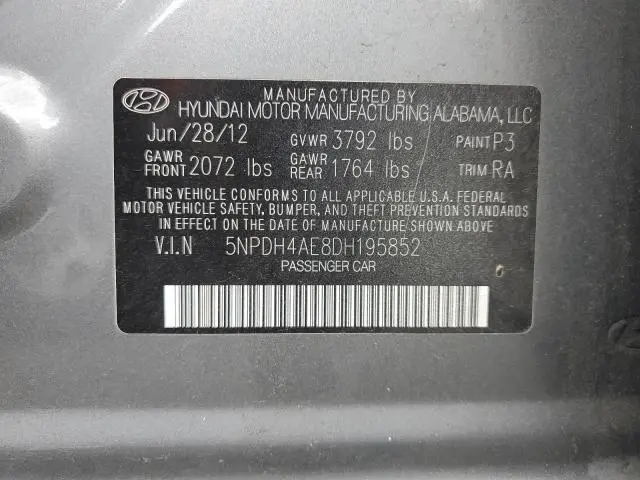 MANUFACTURED BY
HYUNDAI MOTOR MANUFACTURING ALABAMA, LLC
Jun/28/12 GVWR 3792 lbs PAINT P3
GAWR FRONT 2072 lbs GAWR REAR 1764 lbs TRIM RA
THIS VEHICLE CONFORMS TO ALL APPLICABLE U.S.A. FEDERAL
MOTOR VEHICLE SAFETY, BUMPER, AND THEFT PREVENTION STANDARDS
IN EFFECT ON THE DATE OF MANUFACTURE SHOWN ABOVE.
V.I.N 5NPDH4AE8DH195852
PASSENGER CAR